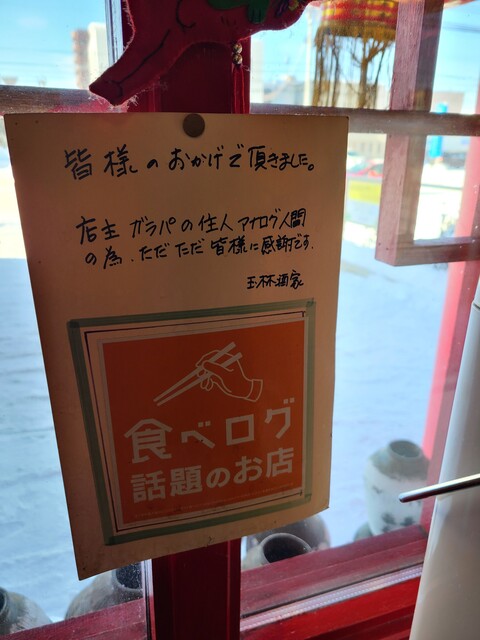 皆様のおかげで頂きました。
店主 ガラパの住人 アナログ人間
の為、ただただ皆様に感謝です。
玉林酒家
食べログ
話題のお店